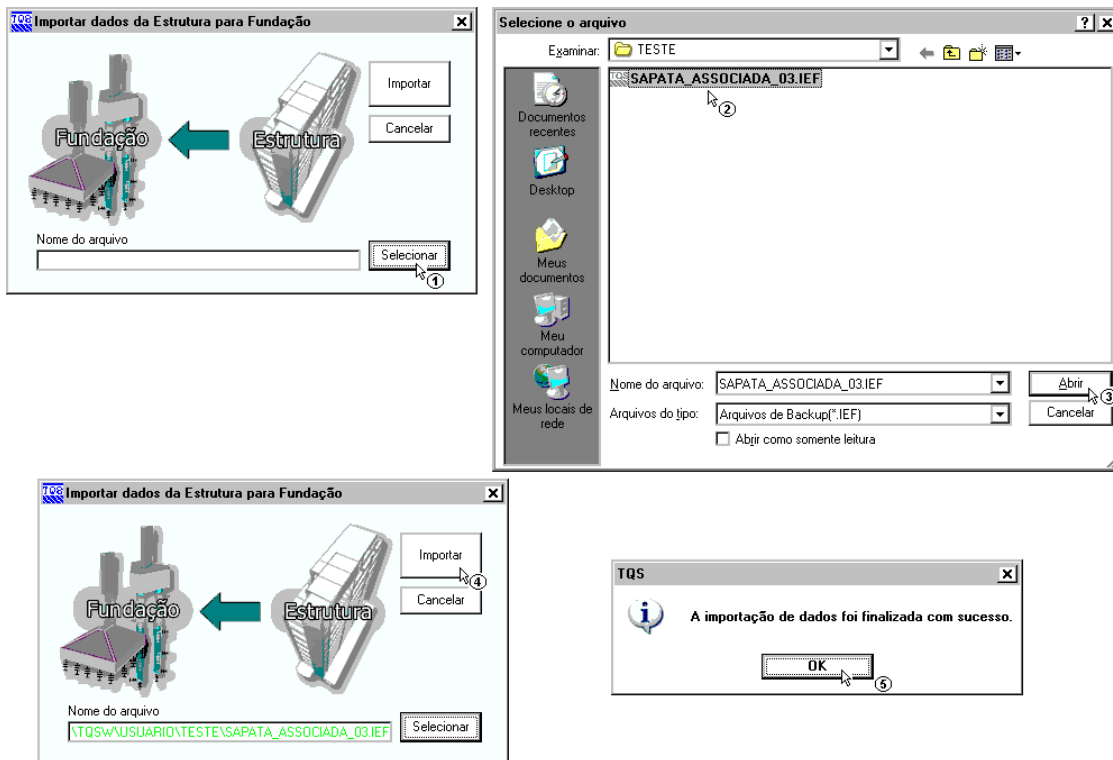 TQS Importar dados da Estrutura para Fundação
Importar
Cancelar
Fundação
Estrutura
Nome do arquivo
Selecionar
1
Selecione o arquivo
Examinar:
TESTE
SAPATA_ASSOCIADA_03.IEF
2
Documentos
recentes
Desktop
Meus
documentos
Meu
computador
Meus locais de
rede
Nome do arquivo:
SAPATA_ASSOCIADA_03.IEF
Abrir
3
Arquivos do tipo:
Arquivos de Backup(*.IEF)
Cancelar
Abrir como somente leitura
TQS Importar dados da Estrutura para Fundação
Importar
4
Cancelar
Fundação
Estrutura
Nome do arquivo
\TQSW\USUARIO\TESTE\SAPATA_ASSOCIADA_03.IEF
Selecionar
TQS
A importação de dados foi finalizada com sucesso.
OK
5